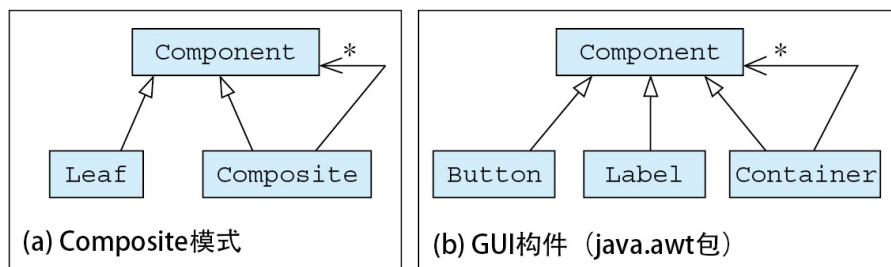 Component
*
Leaf
Composite
(a) Composite模式
Component
*
Button
Label
Container
(b) GUI构件（java.awt包）